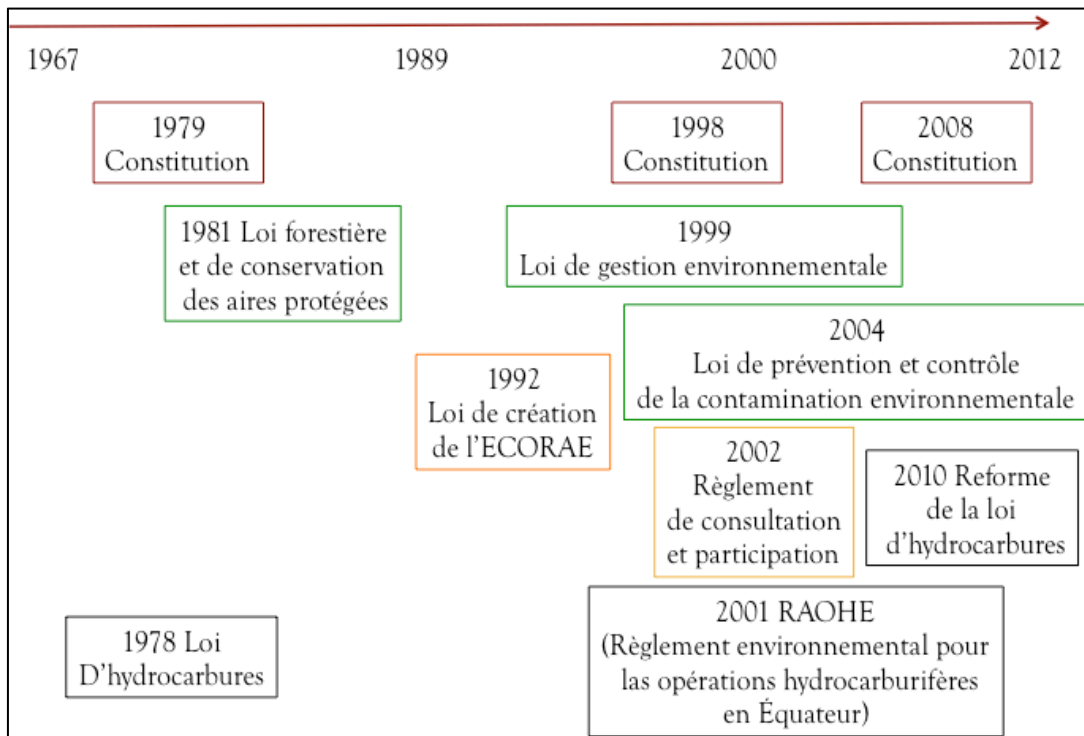 1967 1989 2000 2012
1979
Constitution
1998
Constitution
2008
Constitution
1981 Loi forestière
et de conservation
des aires protégées
1999
Loi de gestion environnementale
2004
Loi de prévention et contrôle
de la contamination environnementale
1992
Loi de création
de l'ECORAE
2002
Règlement
de consultation
et participation
2010 Reforme
de la loi
d'hydrocarbures
1978 Loi
D'hydrocarbures
2001 RAOHE
(Règlement environnemental pour
las opérations hydrocarburifères
en Équateur)